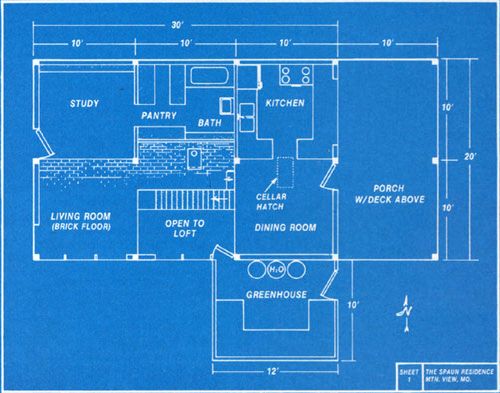 30'
10'
10'
10'
10'
STUDY
PANTRY
BATH
KITCHEN
10'
20'
10'
LIVING ROOM
(BRICK FLOOR)
OPEN TO
LOFT
CELLAR
HATCH
DINING ROOM
PORCH
W/DECK ABOVE
H₂O
GREENHOUSE
10'
12'
N
SHEET
1
THE SPAUN RESIDENCE
MTN. VIEW, MO.